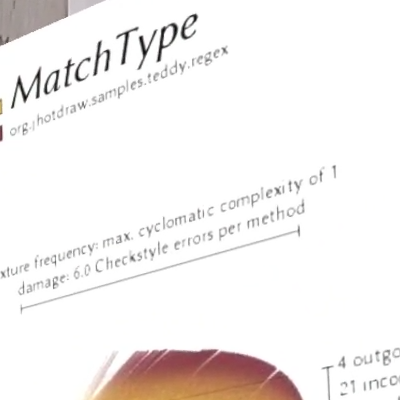 MatchType
org.jhotdraw.samples.teddy.regex
xture frequency: max. cyclomatic complexity of 1
damage: 6.0 Checkstyle errors per method
4 outgo
21 inco